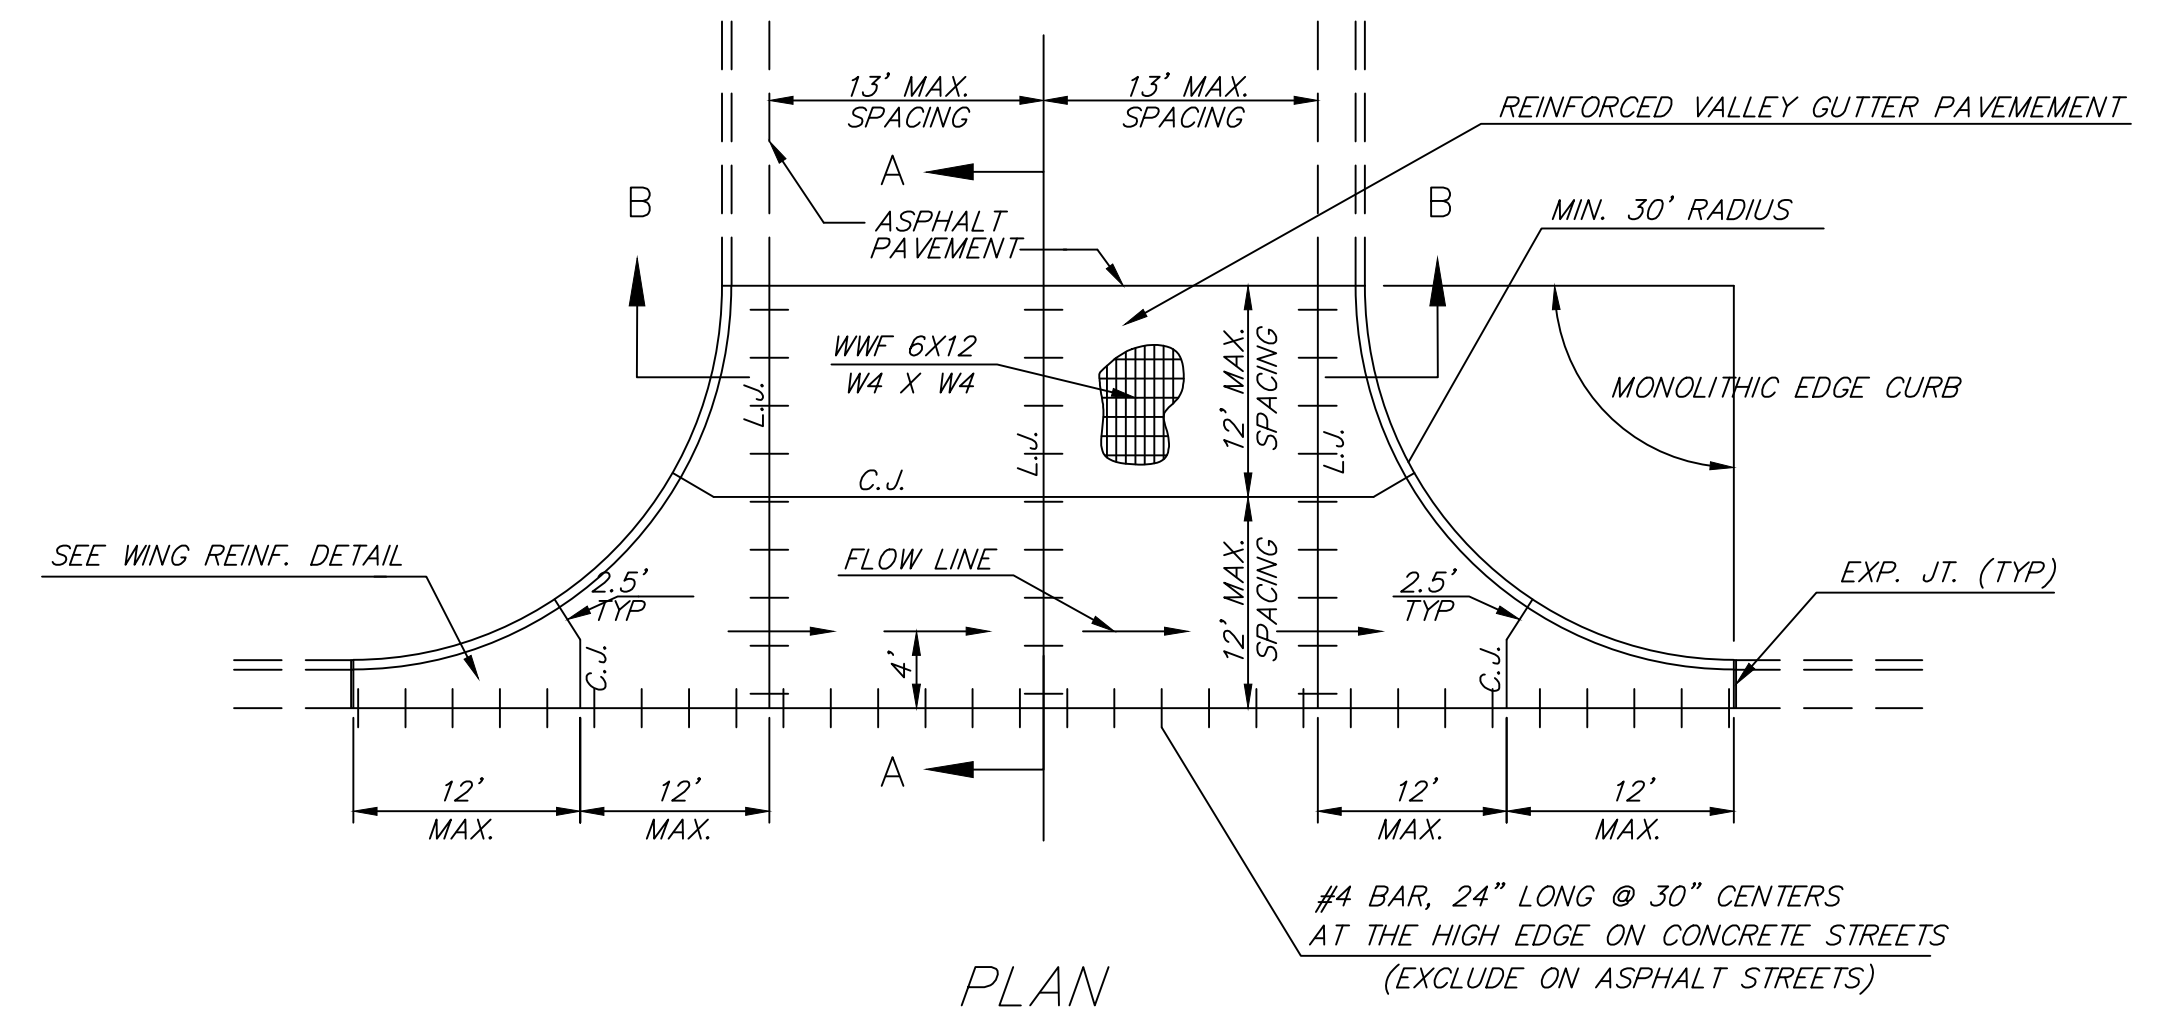 13' MAX.
SPACING
13' MAX.
SPACING
REINFORCED VALLEY GUTTER PAVEMEMENT
A
B
B
MIN. 30' RADIUS
ASPHALT
PAVEMENT
WWF 6X12
W4 X W4
12' MAX.
SPACING
MONOLITHIC EDGE CURB
L.J.
L.J.
L.J.
C.J.
SEE WING REINF. DETAIL
FLOW LINE
2.5'
TYP
12' MAX.
SPACING
2.5'
TYP
EXP. JT. (TYP)
C.J.
4'
C.J.
A
12'
MAX.
12'
MAX.
12'
MAX.
12'
MAX.
#4 BAR, 24" LONG @ 30" CENTERS
AT THE HIGH EDGE ON CONCRETE STREETS
(EXCLUDE ON ASPHALT STREETS)
PLAN